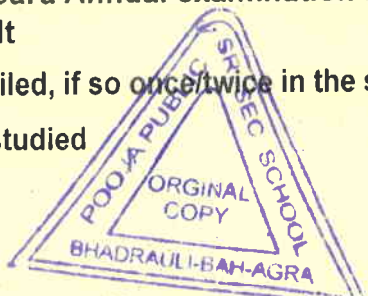 Annual examination
lt
iled, if so once/twice in the s
studied
POOJA PUBLIC SR. SEC SCHOOL
ORGINAL
COPY
BHADRAULI-BAH-AGRA